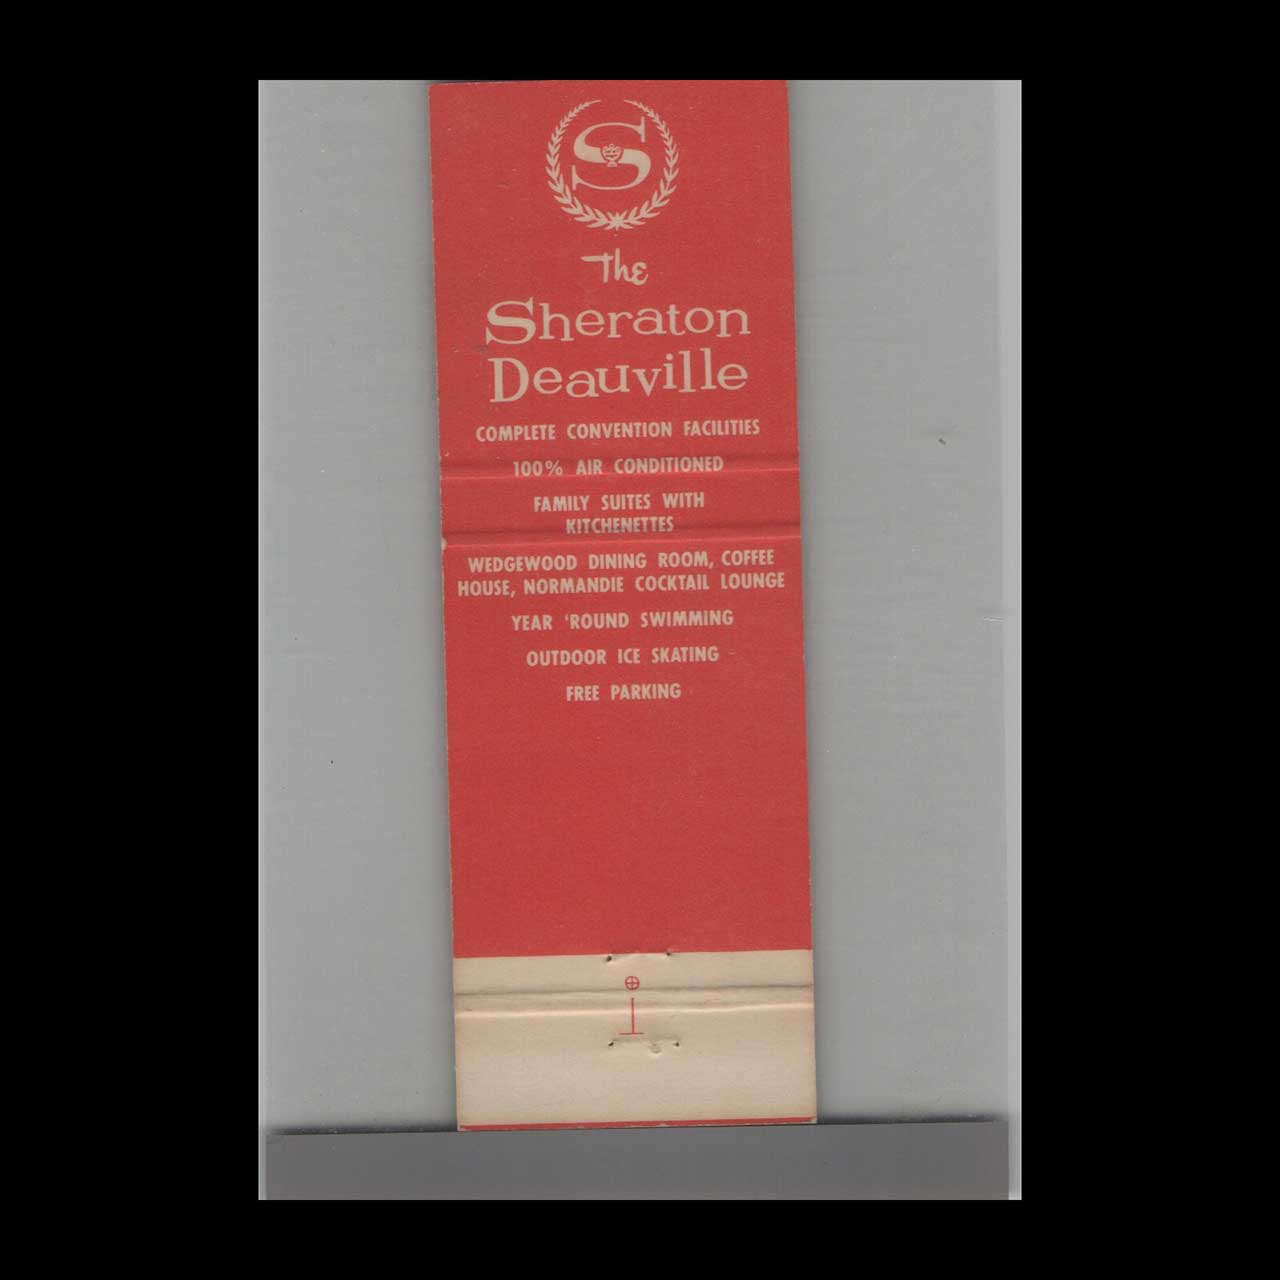 S
The
Sheraton
Deauville
COMPLETE CONVENTION FACILITIES
100% AIR CONDITIONED
FAMILY SUITES WITH
KITCHENETTES
WEDGEWOOD DINING ROOM, COFFEE
HOUSE, NORMANDIE COCKTAIL LOUNGE
YEAR 'ROUND SWIMMING
OUTDOOR ICE SKATING
FREE PARKING